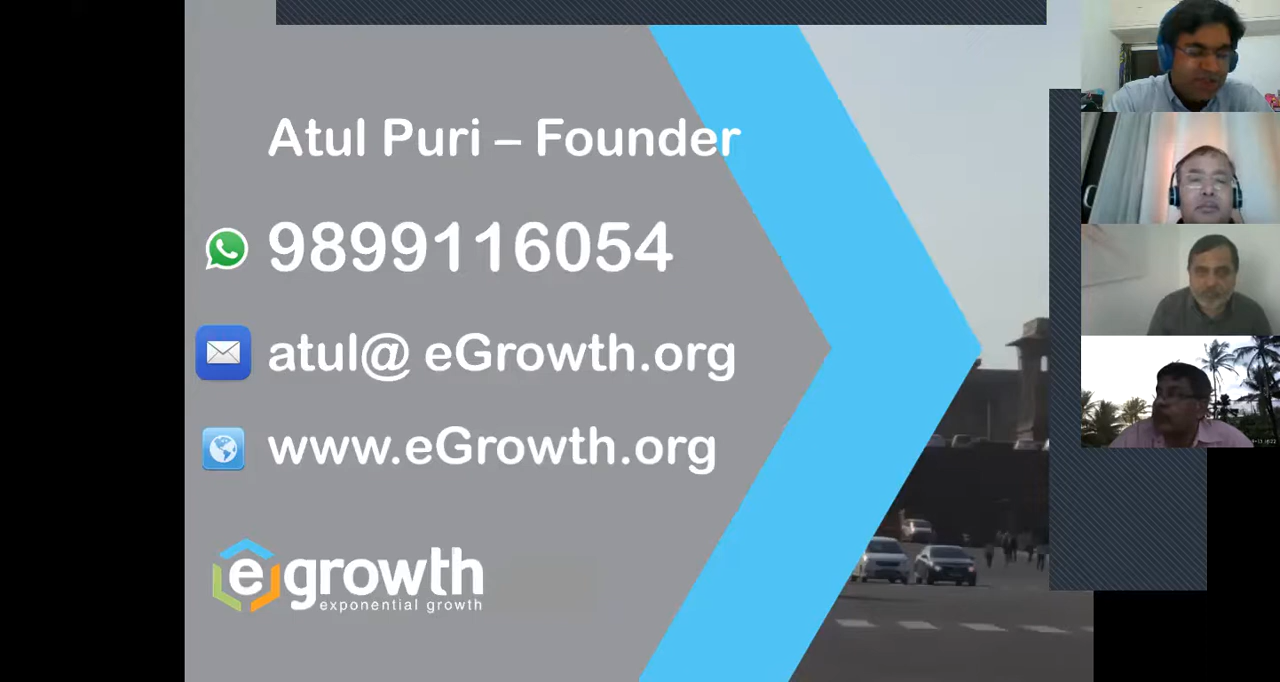 Atul Puri – Founder
9899116054
atul@ eGrowth.org
www.eGrowth.org
egrowth
exponential growth